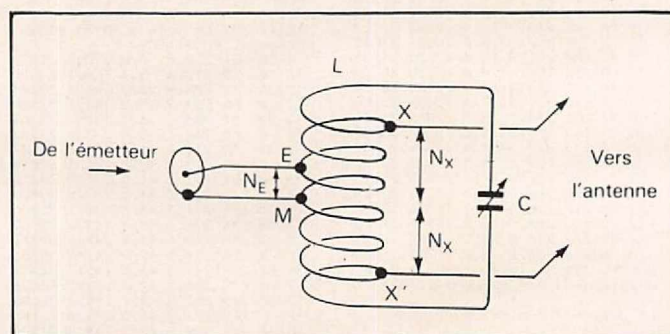 L
X
De l'émetteur
E
N_X
Vers
N_E
l'antenne
C
M
N_X
X'